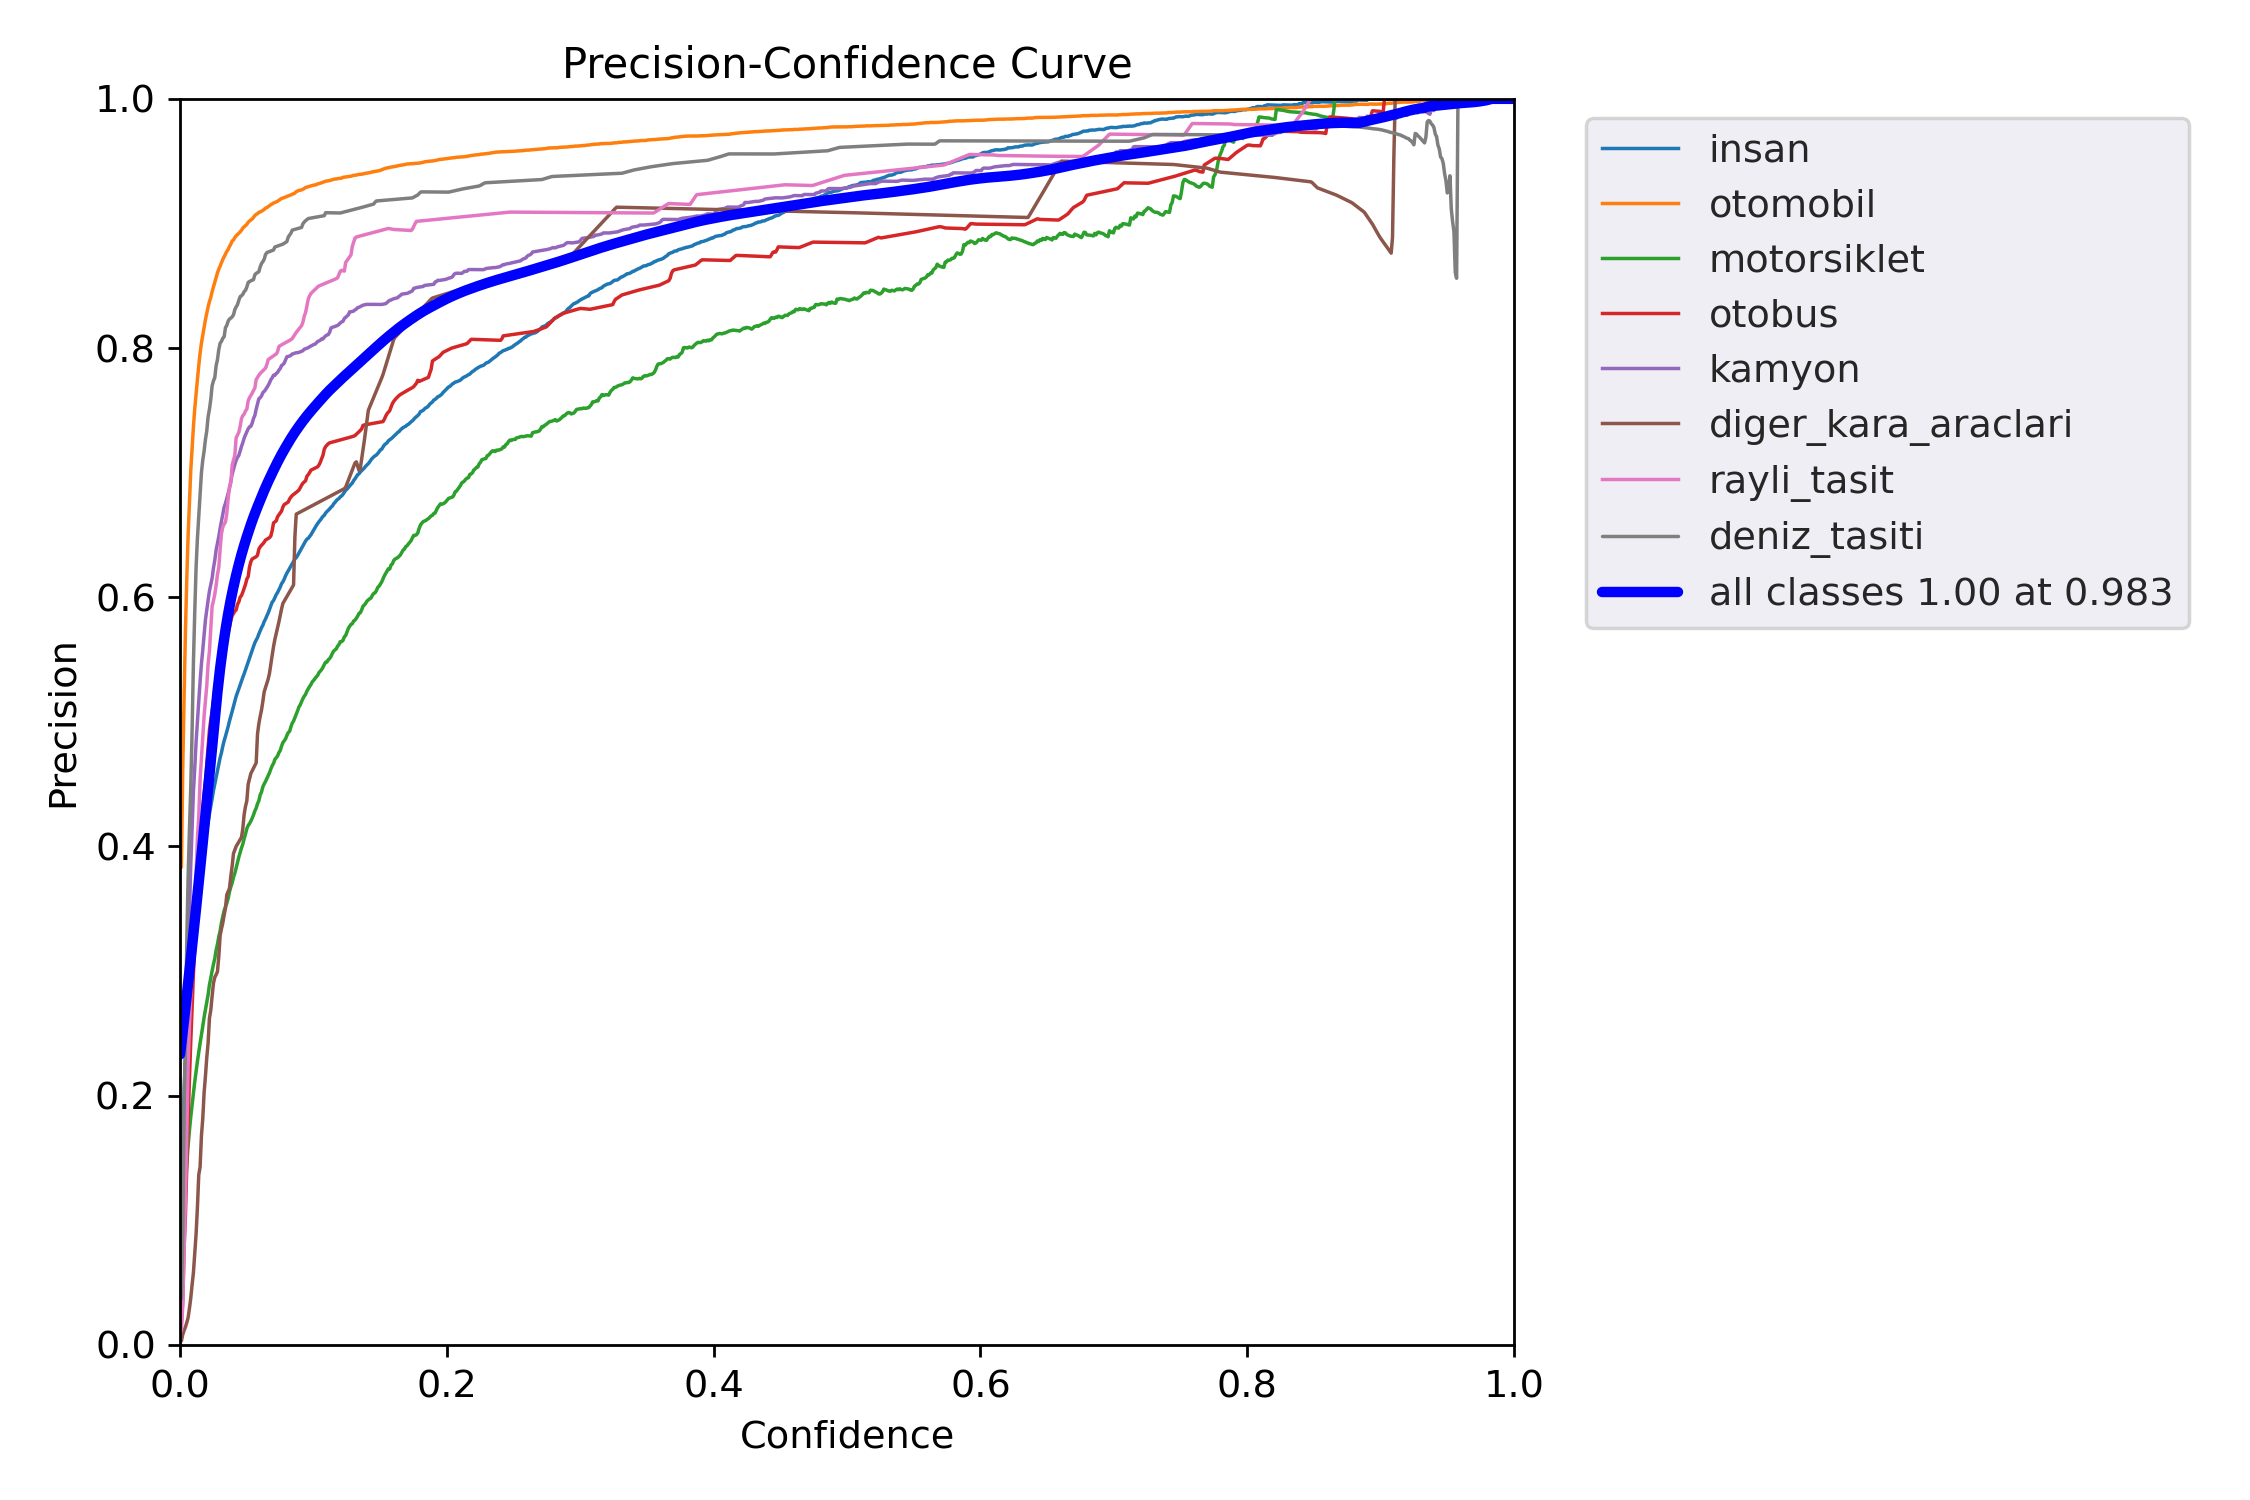 Precision-Confidence Curve
1.0
0.8
0.6
0.4
0.2
0.0
Precision
0.0 0.2 0.4 0.6 0.8 1.0
Confidence
insan
otomobil
motorsiklet
otobus
kamyon
diger_kara_araclari
rayli_tasit
deniz_tasiti
all classes 1.00 at 0.983